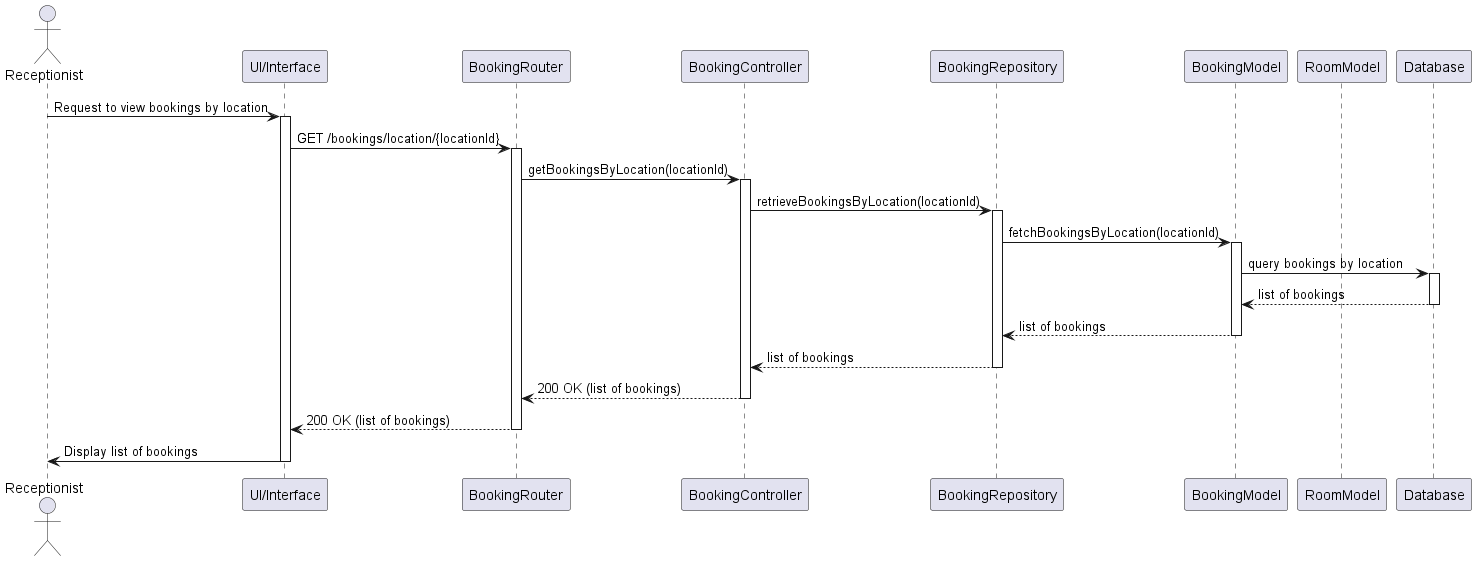 Receptionist
UI/Interface
BookingRouter
BookingController
BookingRepository
BookingModel
RoomModel
Database
Request to view bookings by location
GET /bookings/location/{locationId}
getBookingsByLocation(locationId)
retrieveBookingsByLocation(locationId)
fetchBookingsByLocation(locationId)
query bookings by location
list of bookings
list of bookings
list of bookings
200 OK (list of bookings)
200 OK (list of bookings)
Display list of bookings
Receptionist
UI/Interface
BookingRouter
BookingController
BookingRepository
BookingModel
RoomModel
Database